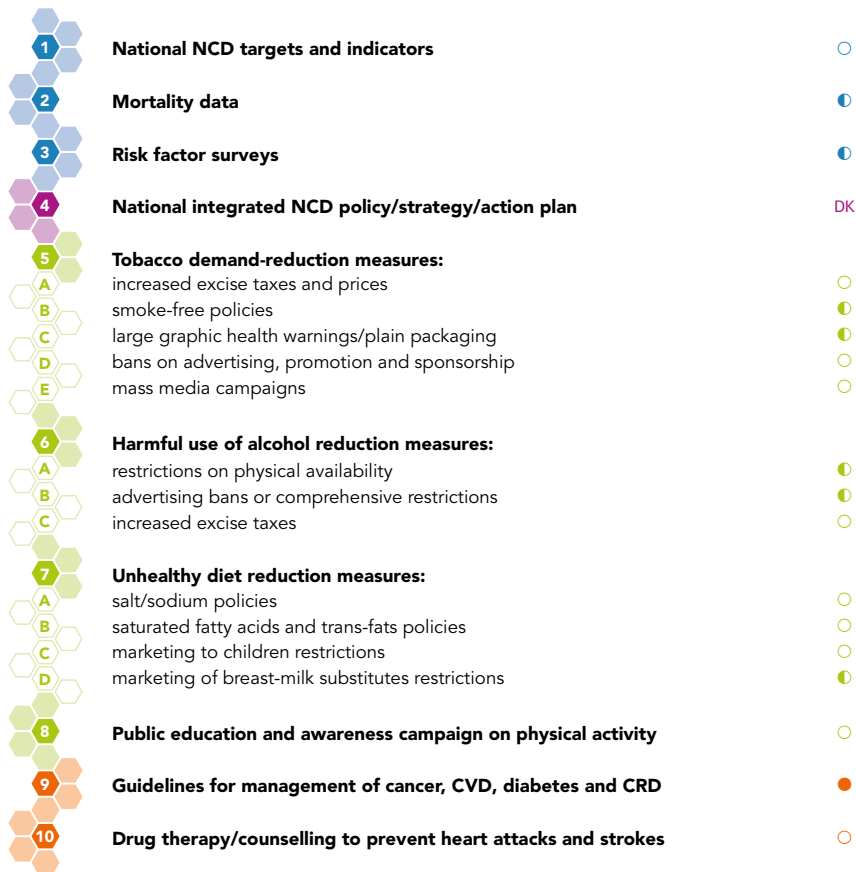 1 National NCD targets and indicators ○
2 Mortality data ◐
3 Risk factor surveys ◐
4 National integrated NCD policy/strategy/action plan DK
5 Tobacco demand-reduction measures:
A increased excise taxes and prices ○
B smoke-free policies ◐
C large graphic health warnings/plain packaging ◐
D bans on advertising, promotion and sponsorship ○
E mass media campaigns ○
6 Harmful use of alcohol reduction measures:
A restrictions on physical availability ◐
B advertising bans or comprehensive restrictions ◐
C increased excise taxes ○
7 Unhealthy diet reduction measures:
A salt/sodium policies ○
B saturated fatty acids and trans-fats policies ○
C marketing to children restrictions ○
D marketing of breast-milk substitutes restrictions ◐
8 Public education and awareness campaign on physical activity ○
9 Guidelines for management of cancer, CVD, diabetes and CRD ●
10 Drug therapy/counselling to prevent heart attacks and strokes ○